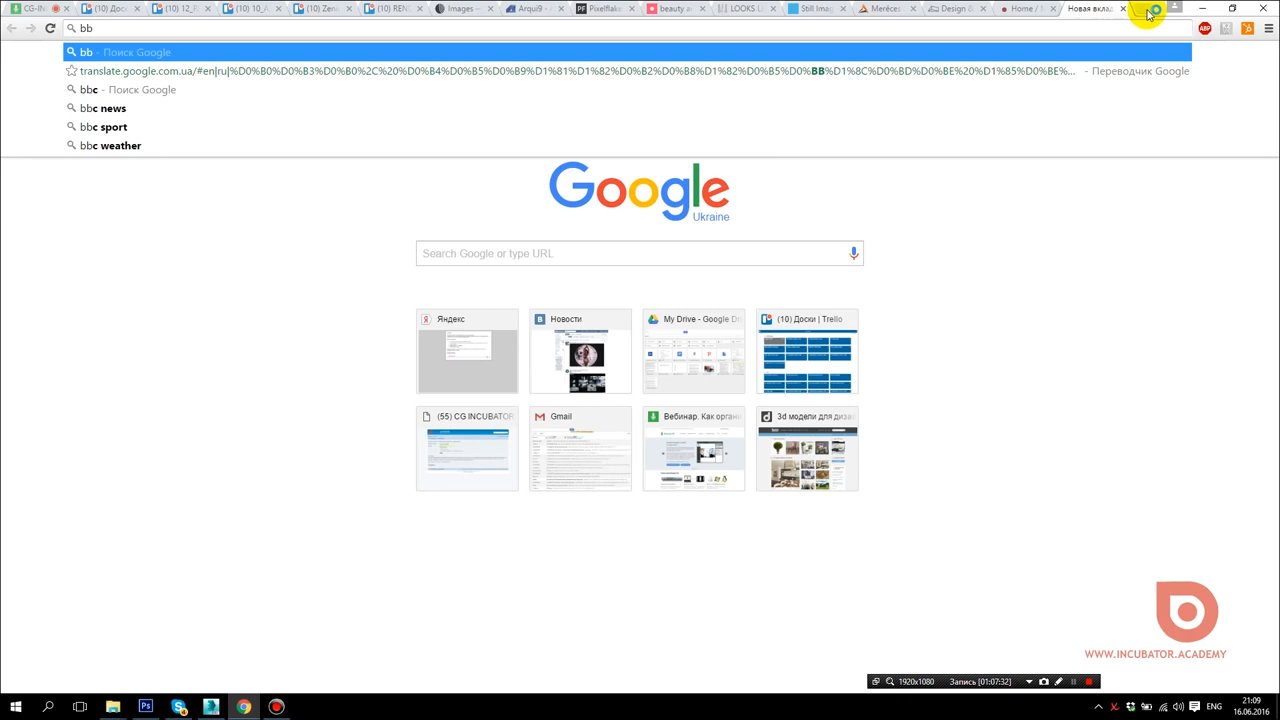 CG-IN
(10) Доск
(10) 12_R
(10) 10_A
(10) Zena
(10) REN
Images —
Arqui9 -
Pixelflake
beauty a
LOOKS L
Still Imag
Design &
Home /
Новая вклад
bb
bb – Поиск Google
translate.google.com.ua/#en|ru|%D0%B0%D0%B3%D0%B0%2C%20%D0%B4%D0%B5%D0%B9%D1%81%D1%82%D0%B2%D0%B8%D1%82%D0%B5%D0%BB%D1%8C%D0%BD%D0%BE%20%D1%85%D0%BE%... - Переводчик Google
bbc – Поиск Google
bbc news
bbc sport
bbc weather
Google
Ukraine
Search Google or type URL
Яндекс
Новости
My Drive - Google Dr
(10) Доски | Trello
(55) CG INCUBATOR
Gmail
Вебинар. Как орган
3d модели для дизай
WWW.INCUBATOR.ACADEMY
1920x1080 Запись [01:07:32]
ENG
21:09
16.06.2016